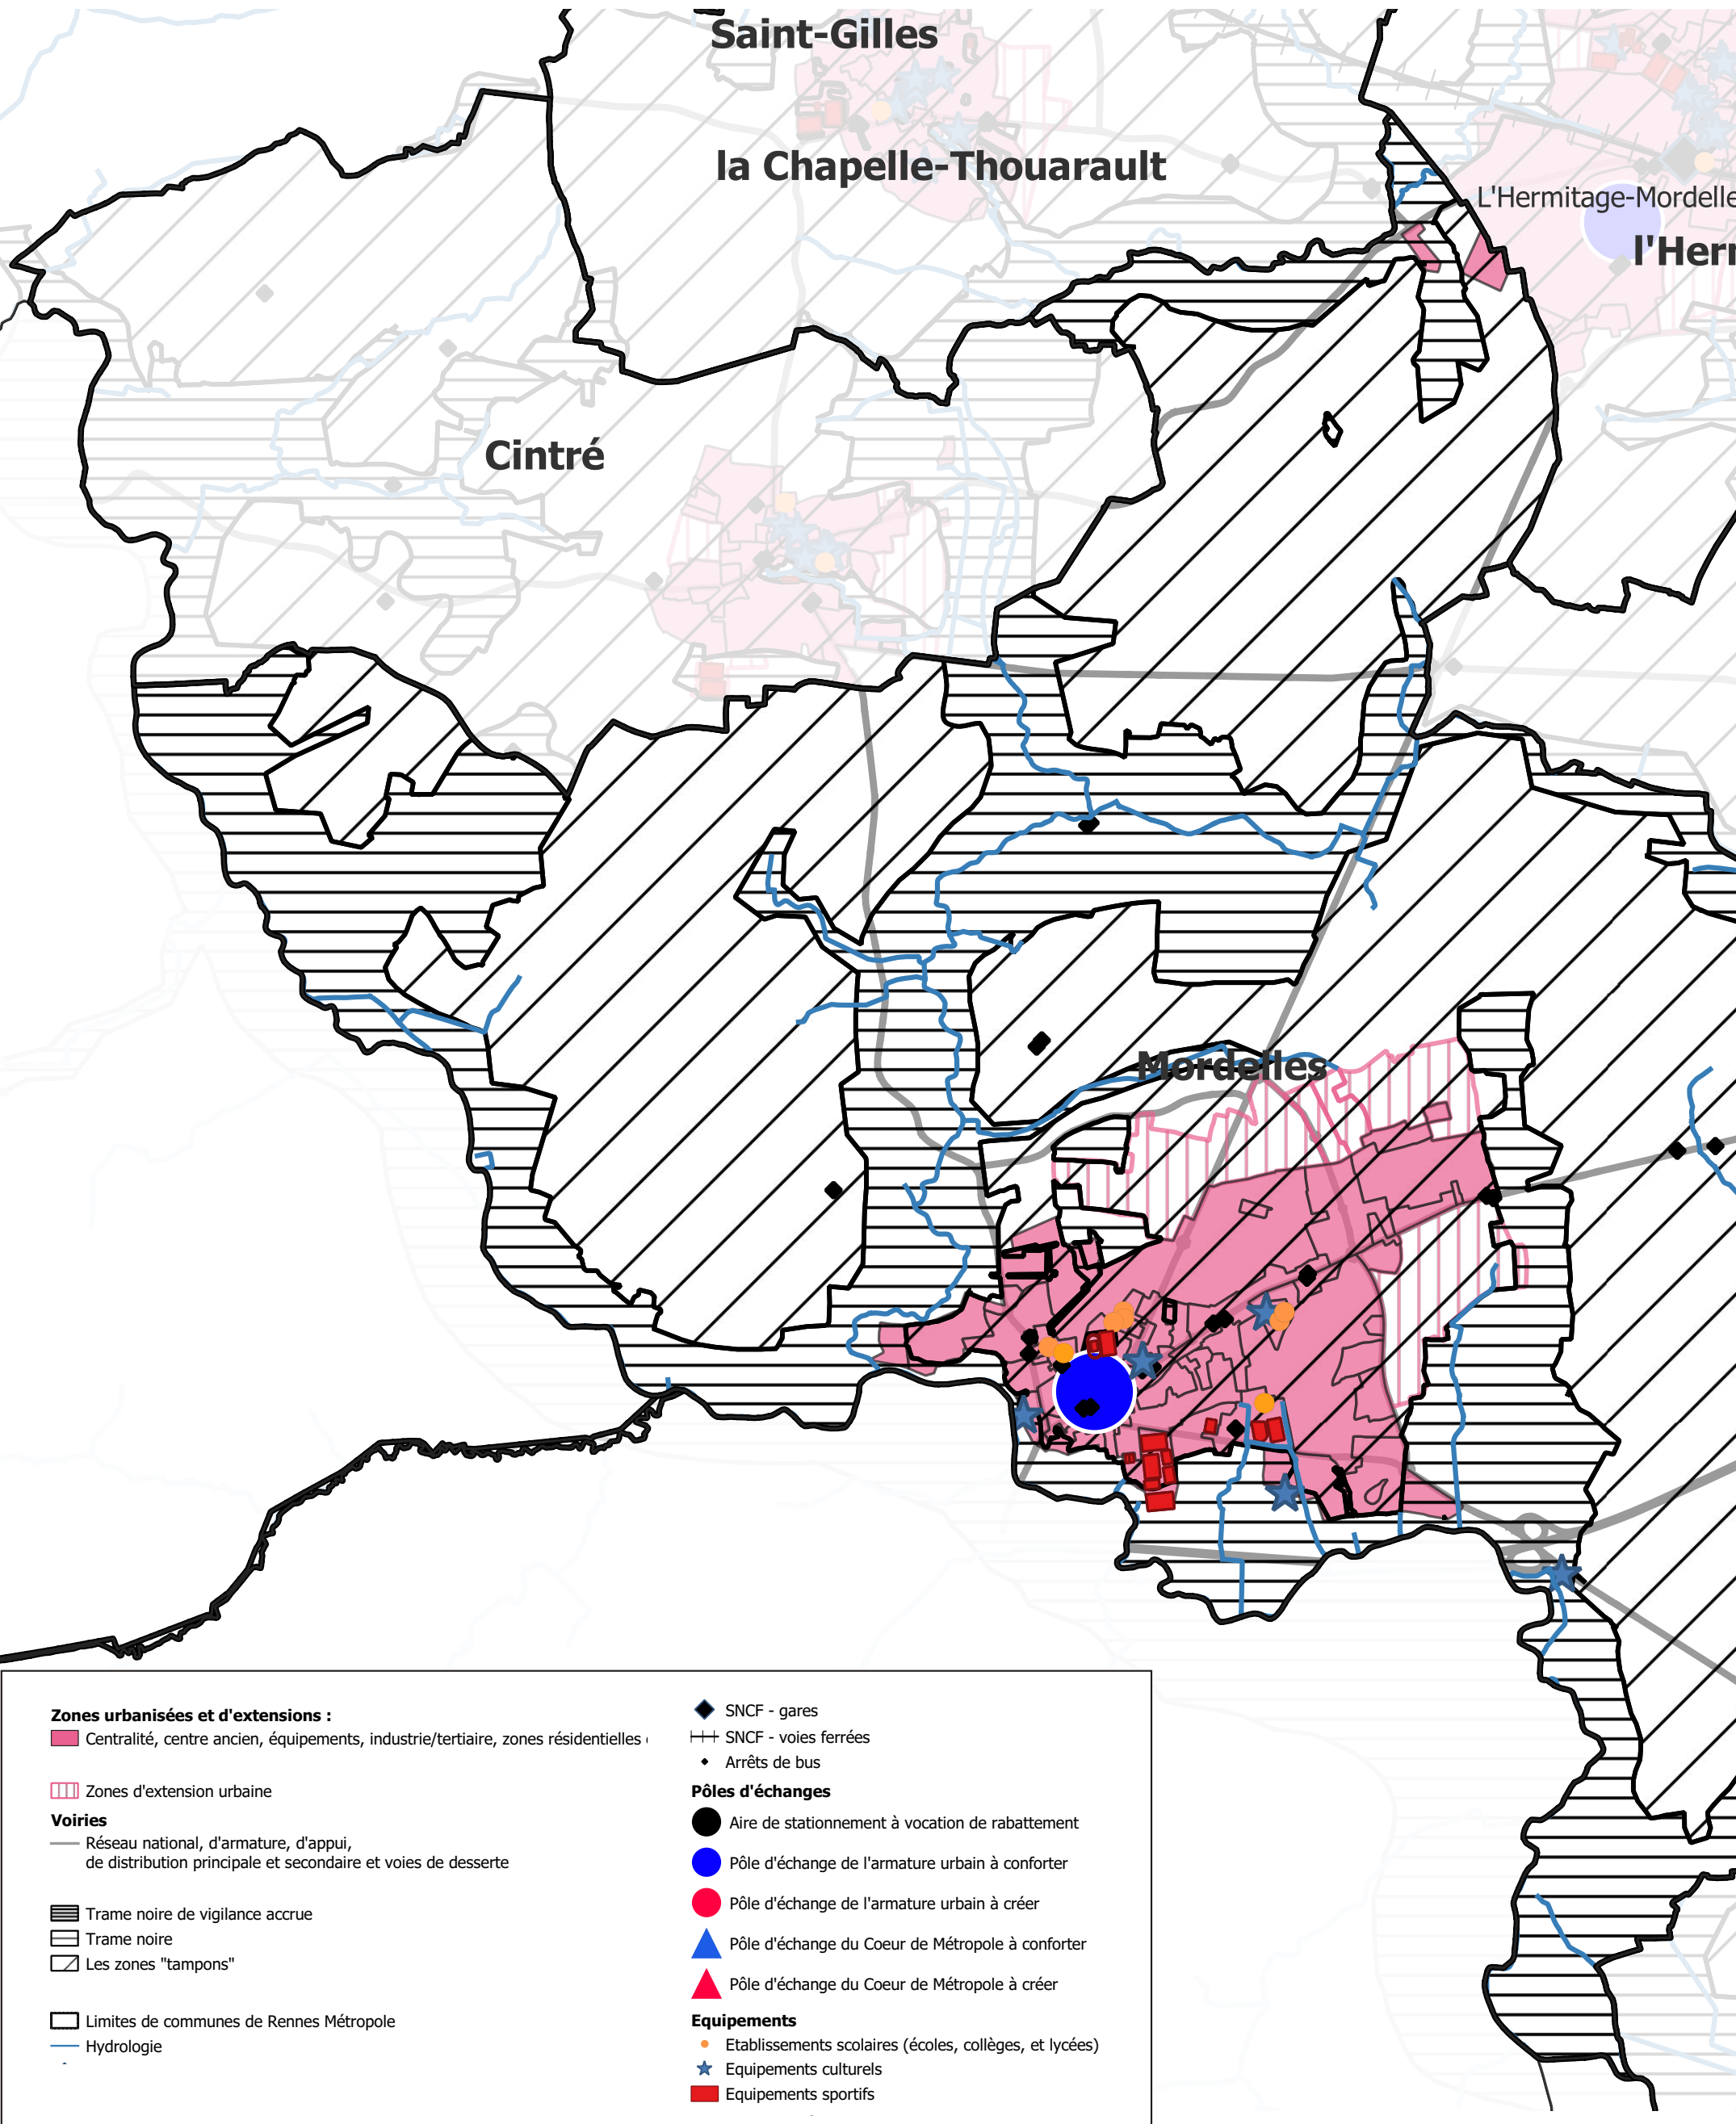 Saint-Gilles
la Chapelle-Thouarault
L'Hermitage-Mordelle
l'Herm
Cintré
Mordelles
Zones urbanisées et d'extensions :
Centralité, centre ancien, équipements, industrie/tertiaire, zones résidentielles
Zones d'extension urbaine
Voiries
Réseau national, d'armature, d'appui,
de distribution principale et secondaire et voies de desserte
Trame noire de vigilance accrue
Trame noire
Les zones "tampons"
Limites de communes de Rennes Métropole
Hydrologie
SNCF - gares
SNCF - voies ferrées
Arrêts de bus
Pôles d'échanges
Aire de stationnement à vocation de rabattement
Pôle d'échange de l'armature urbain à conforter
Pôle d'échange de l'armature urbain à créer
Pôle d'échange du Coeur de Métropole à conforter
Pôle d'échange du Coeur de Métropole à créer
Equipements
Etablissements scolaires (écoles, collèges, et lycées)
Equipements culturels
Equipements sportifs